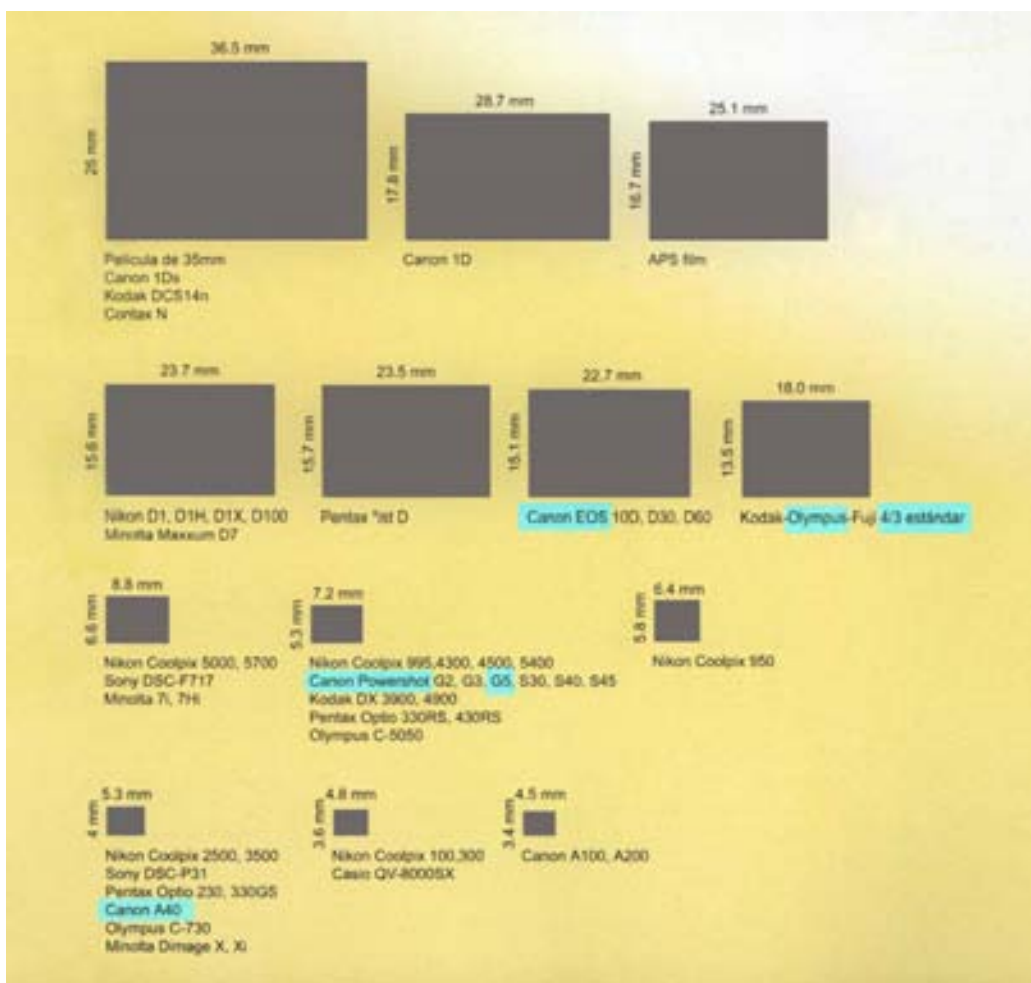 36.5 mm
25 mm
Película de 35mm
Canon 1Ds
Kodak DCS14n
Contax N
28.7 mm
17.8 mm
Canon 1D
25.1 mm
16.7 mm
APS film
23.7 mm
15.6 mm
Nikon D1, D1H, D1X, D100
Minolta Maxxum D7
23.5 mm
15.7 mm
Pentax *ist D
22.7 mm
15.1 mm
Canon EOS 10D, D30, D60
18.0 mm
13.5 mm
Kodak-Olympus-Fuji 4/3 estándar
8.8 mm
6.6 mm
Nikon Coolpix 5000, 5700
Sony DSC-F717
Minolta 7i, 7Hi
7.2 mm
5.3 mm
Nikon Coolpix 995,4300, 4500, 5400
Canon Powershot G2, G3, G5, S30, S40, S45
Kodak DX 3900, 4900
Pentax Optio 330RS, 430RS
Olympus C-5050
6.4 mm
5.8 mm
Nikon Coolpix 950
5.3 mm
4 mm
Nikon Coolpix 2500, 3500
Sony DSC-P31
Pentax Optio 230, 330GS
Canon A40
Olympus C-730
Minolta Dimage X, Xi
4.8 mm
3.6 mm
Nikon Coolpix 100,300
Casio QV-8000SX
4.5 mm
3.4 mm
Canon A100, A200